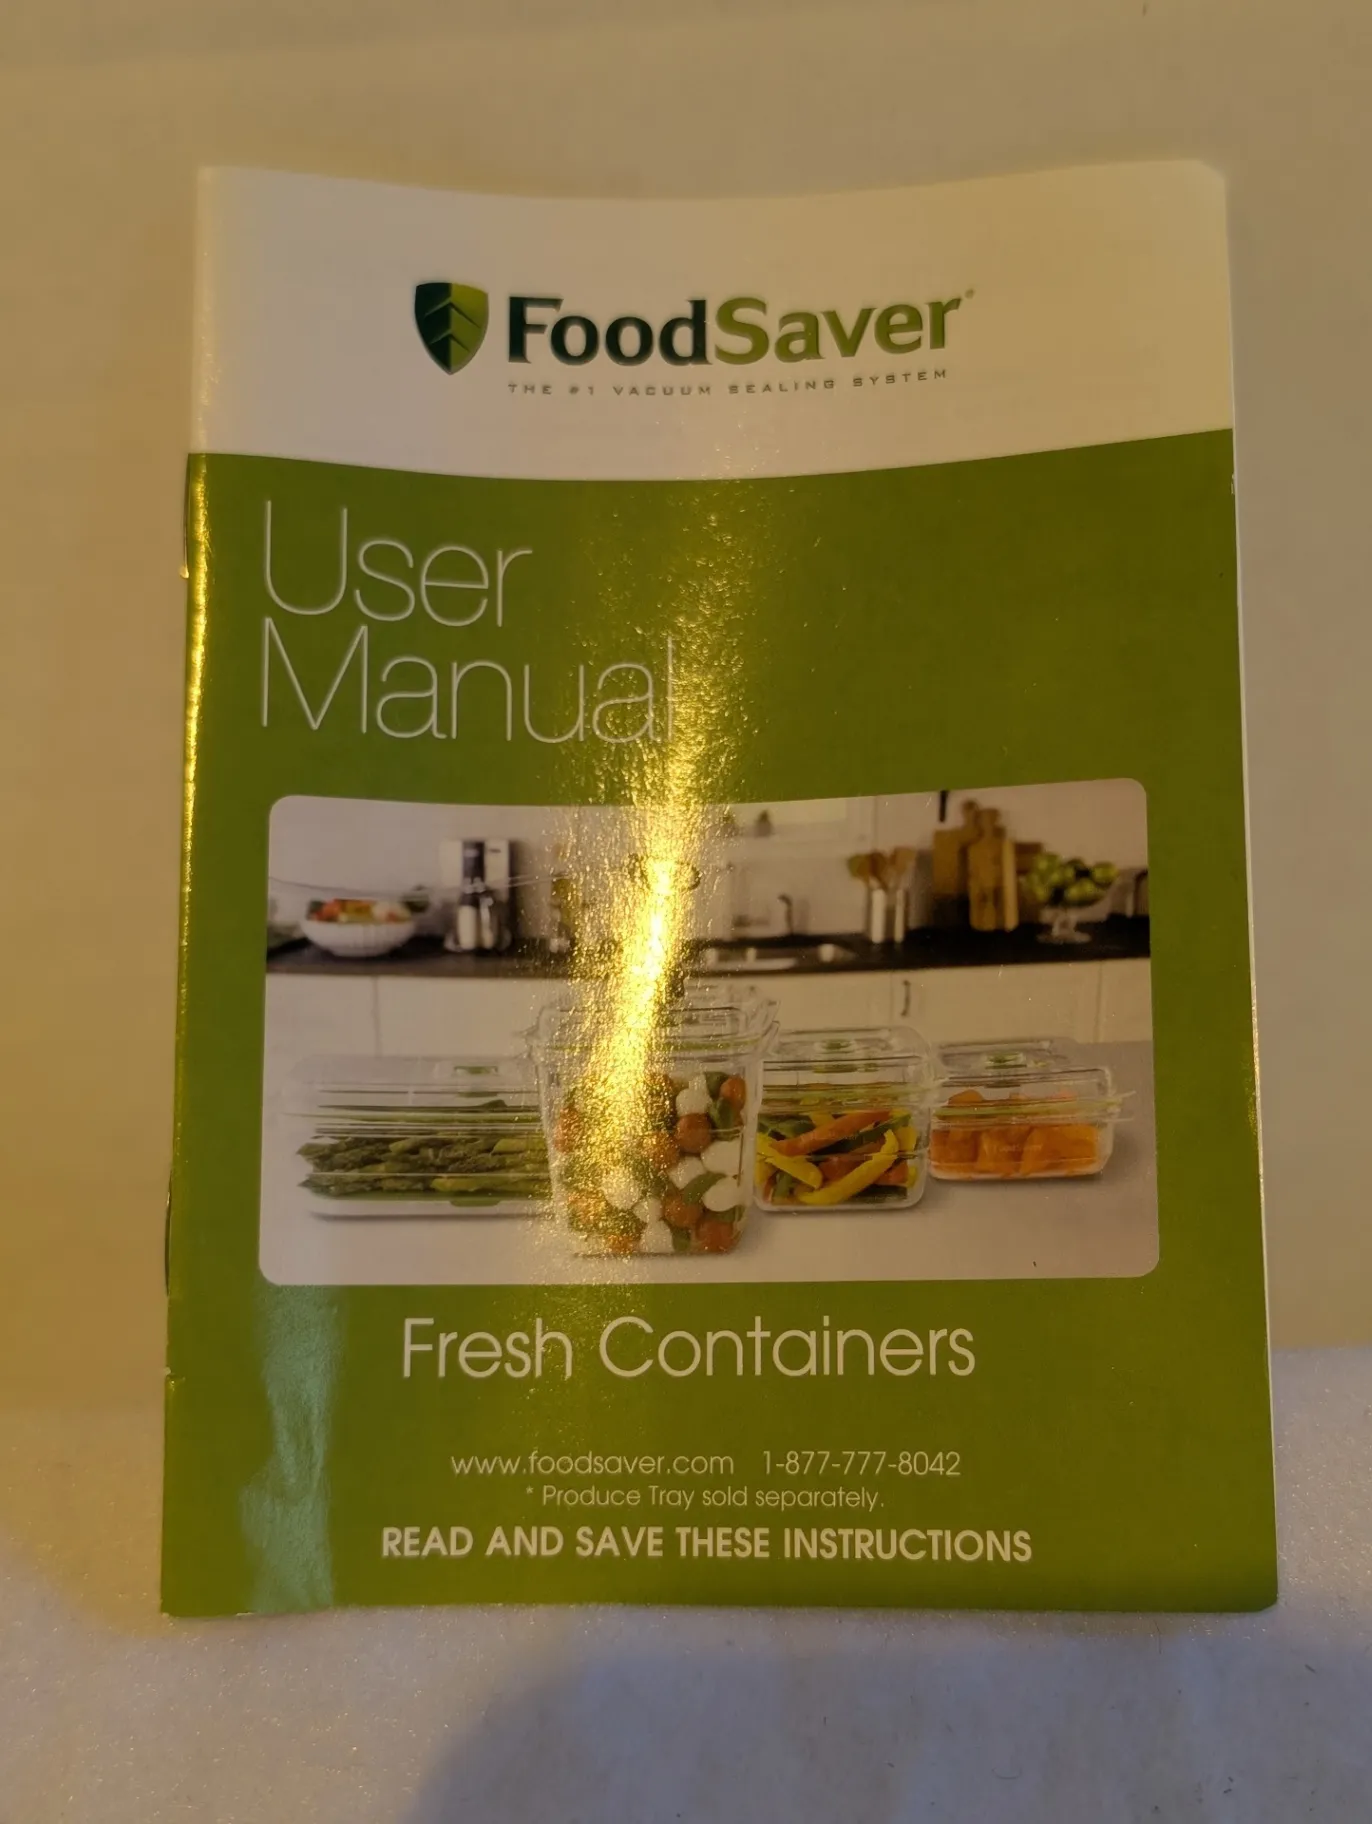 FoodSaver®
THE #1 VACUUM SEALING SYSTEM
User
Manual
Fresh Containers
www.foodsaver.com 1-877-777-8042
* Produce Tray sold separately.
READ AND SAVE THESE INSTRUCTIONS